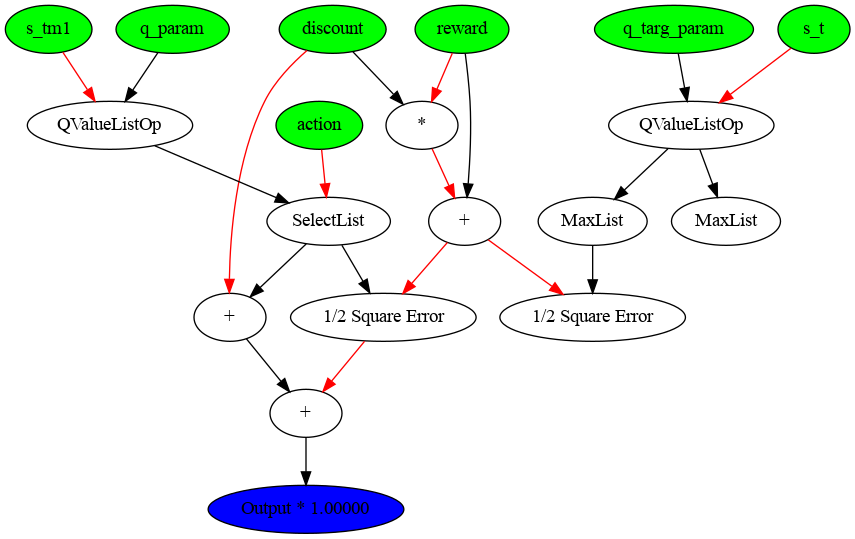 s_tm1
q_param
discount
reward
q_targ_param
s_t
QValueListOp
action
*
QValueListOp
SelectList
+
MaxList
MaxList
+
1/2 Square Error
1/2 Square Error
+
Output * 1.00000